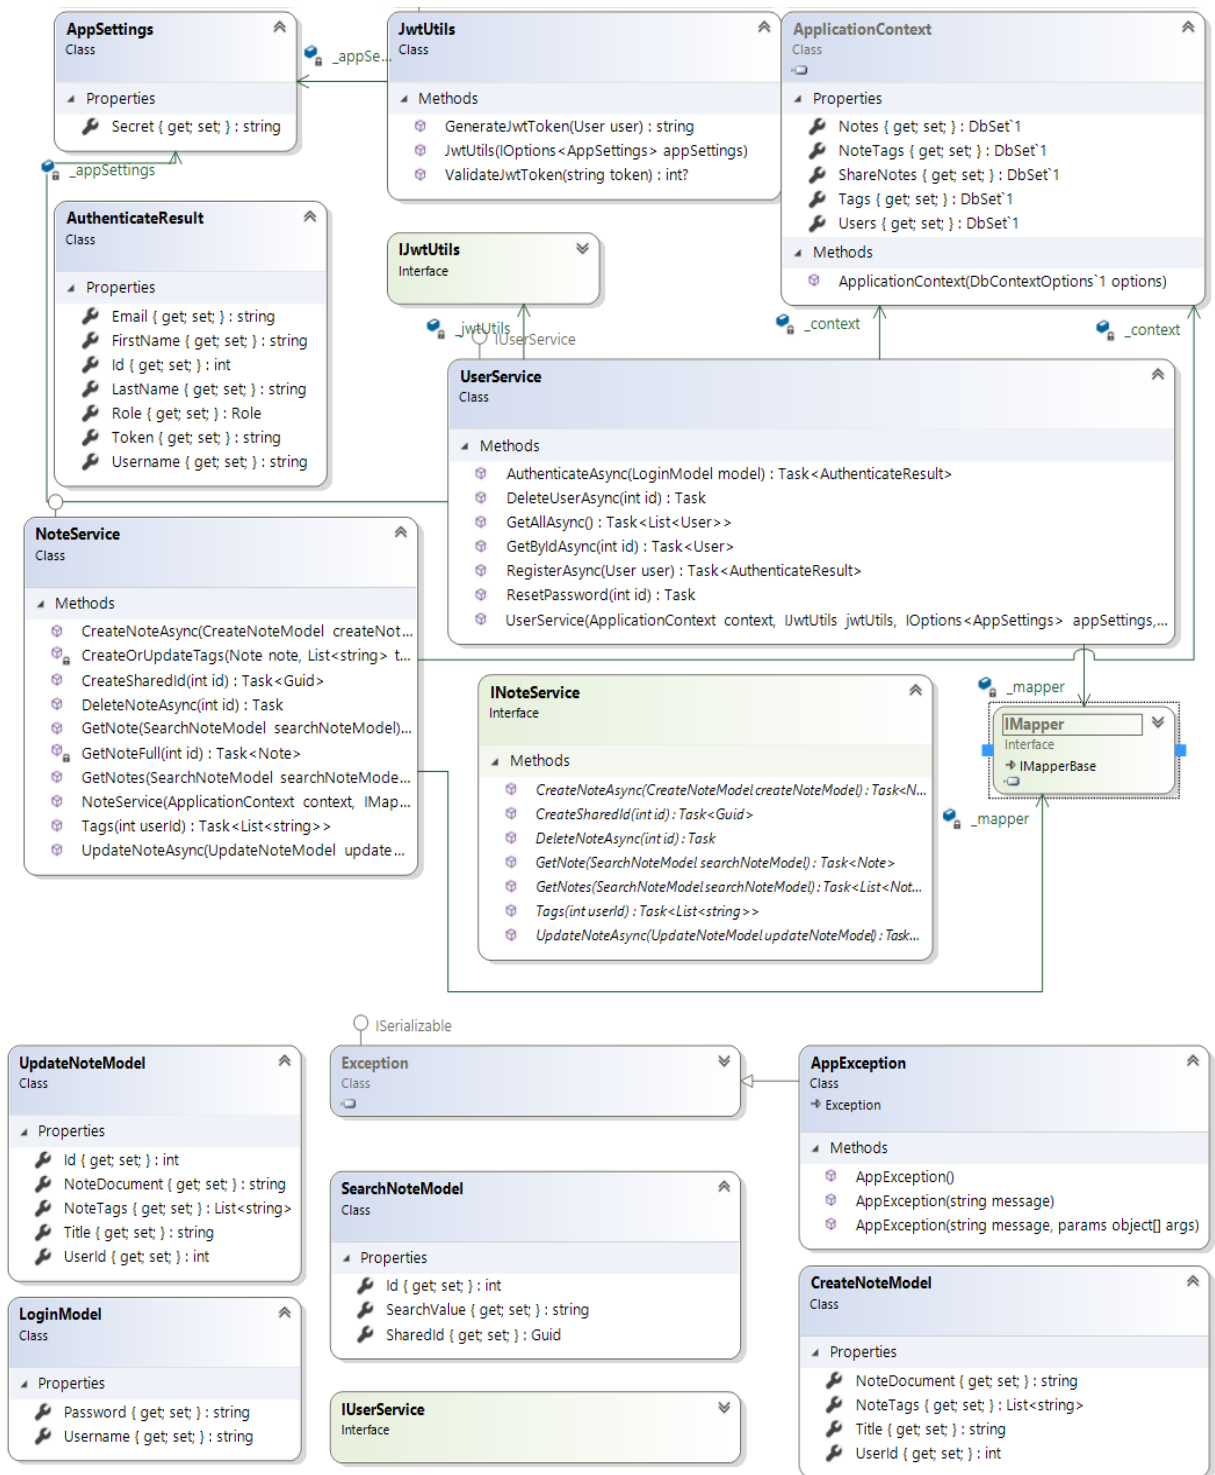 AppSettings
Class
Properties
Secret { get; set; } : string
_appSe...
JwtUtils
Class
Methods
GenerateJwtToken(User user) : string
JwtUtils(IOptions<AppSettings> appSettings)
ValidateJwtToken(string token) : int?
ApplicationContext
Class
Properties
Notes { get; set; } : DbSet`1
NoteTags { get; set; } : DbSet`1
ShareNotes { get; set; } : DbSet`1
Tags { get; set; } : DbSet`1
Users { get; set; } : DbSet`1
Methods
ApplicationContext(DbContextOptions`1 options)
_appSettings
AuthenticateResult
Class
Properties
Email { get; set; } : string
FirstName { get; set; } : string
Id { get; set; } : int
LastName { get; set; } : string
Role { get; set; } : Role
Token { get; set; } : string
Username { get; set; } : string
IJwtUtils
Interface
_jwtUtils
IUserService
_context
_context
UserService
Class
Methods
AuthenticateAsync(LoginModel model) : Task<AuthenticateResult>
DeleteUserAsync(int id) : Task
GetAllAsync() : Task<List<User>>
GetByIdAsync(int id) : Task<User>
RegisterAsync(User user) : Task<AuthenticateResult>
ResetPassword(int id) : Task
UserService(ApplicationContext context, IJwtUtils jwtUtils, IOptions<AppSettings> appSettings,...
NoteService
Class
Methods
CreateNoteAsync(CreateNoteModel createNot...
CreateOrUpdateTags(Note note, List<string> t...
CreateSharedId(int id) : Task<Guid>
DeleteNoteAsync(int id) : Task
GetNote(SearchNoteModel searchNoteModel)...
GetNoteFull(int id) : Task<Note>
GetNotes(SearchNoteModel searchNoteMode...
NoteService(ApplicationContext context, IMap...
Tags(int userId) : Task<List<string>>
UpdateNoteAsync(UpdateNoteModel update...
INoteService
Interface
Methods
CreateNoteAsync(CreateNoteModel createNoteModel) : Task<N...
CreateSharedId(int id) : Task<Guid>
DeleteNoteAsync(int id) : Task
GetNote(SearchNoteModel searchNoteModel) : Task<Note>
GetNotes(SearchNoteModel searchNoteModel) : Task<List<Not...
Tags(int userId) : Task<List<string>>
UpdateNoteAsync(UpdateNoteModel updateNoteModel) : Task...
_mapper
IMapper
Interface
IMapperBase
_mapper
UpdateNoteModel
Class
Properties
Id { get; set; } : int
NoteDocument { get; set; } : string
NoteTags { get; set; } : List<string>
Title { get; set; } : string
UserId { get; set; } : int
ISerializable
Exception
Class
AppException
Class
Exception
Methods
AppException()
AppException(string message)
AppException(string message, params object[] args)
SearchNoteModel
Class
Properties
Id { get; set; } : int
SearchValue { get; set; } : string
SharedId { get; set; } : Guid
LoginModel
Class
Properties
Password { get; set; } : string
Username { get; set; } : string
IUserService
Interface
CreateNoteModel
Class
Properties
NoteDocument { get; set; } : string
NoteTags { get; set; } : List<string>
Title { get; set; } : string
UserId { get; set; } : int